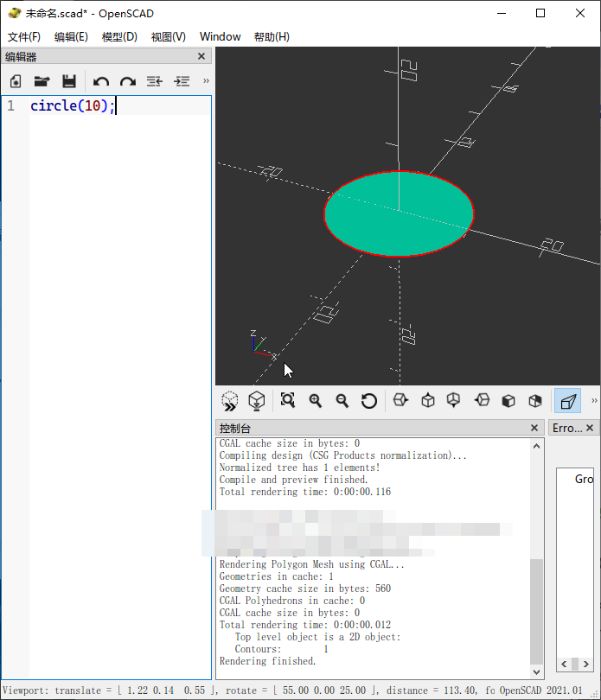 未命名.scad* - OpenSCAD
文件(F) 编辑(E) 模型(D) 视图(V) Window 帮助(H)
编辑器
1 circle(10);
20
20
20
20
20
Z
Y
X
控制台
Erro...
CGAL cache size in bytes: 0
Compiling design (CSG Products normalization)...
Normalized tree has 1 elements!
Compile and preview finished.
Total rendering time: 0:00:00.116
Rendering Polygon Mesh using CGAL...
Geometries in cache: 1
Geometry cache size in bytes: 560
CGAL Polyhedrons in cache: 0
CGAL cache size in bytes: 0
Total rendering time: 0:00:00.012
Top level object is a 2D object:
Contours: 1
Rendering finished.
Gro
Viewport: translate = [ 1.22 0.14 0.55 ], rotate = [ 55.00 0.00 25.00 ], distance = 113.40, fo OpenSCAD 2021.01